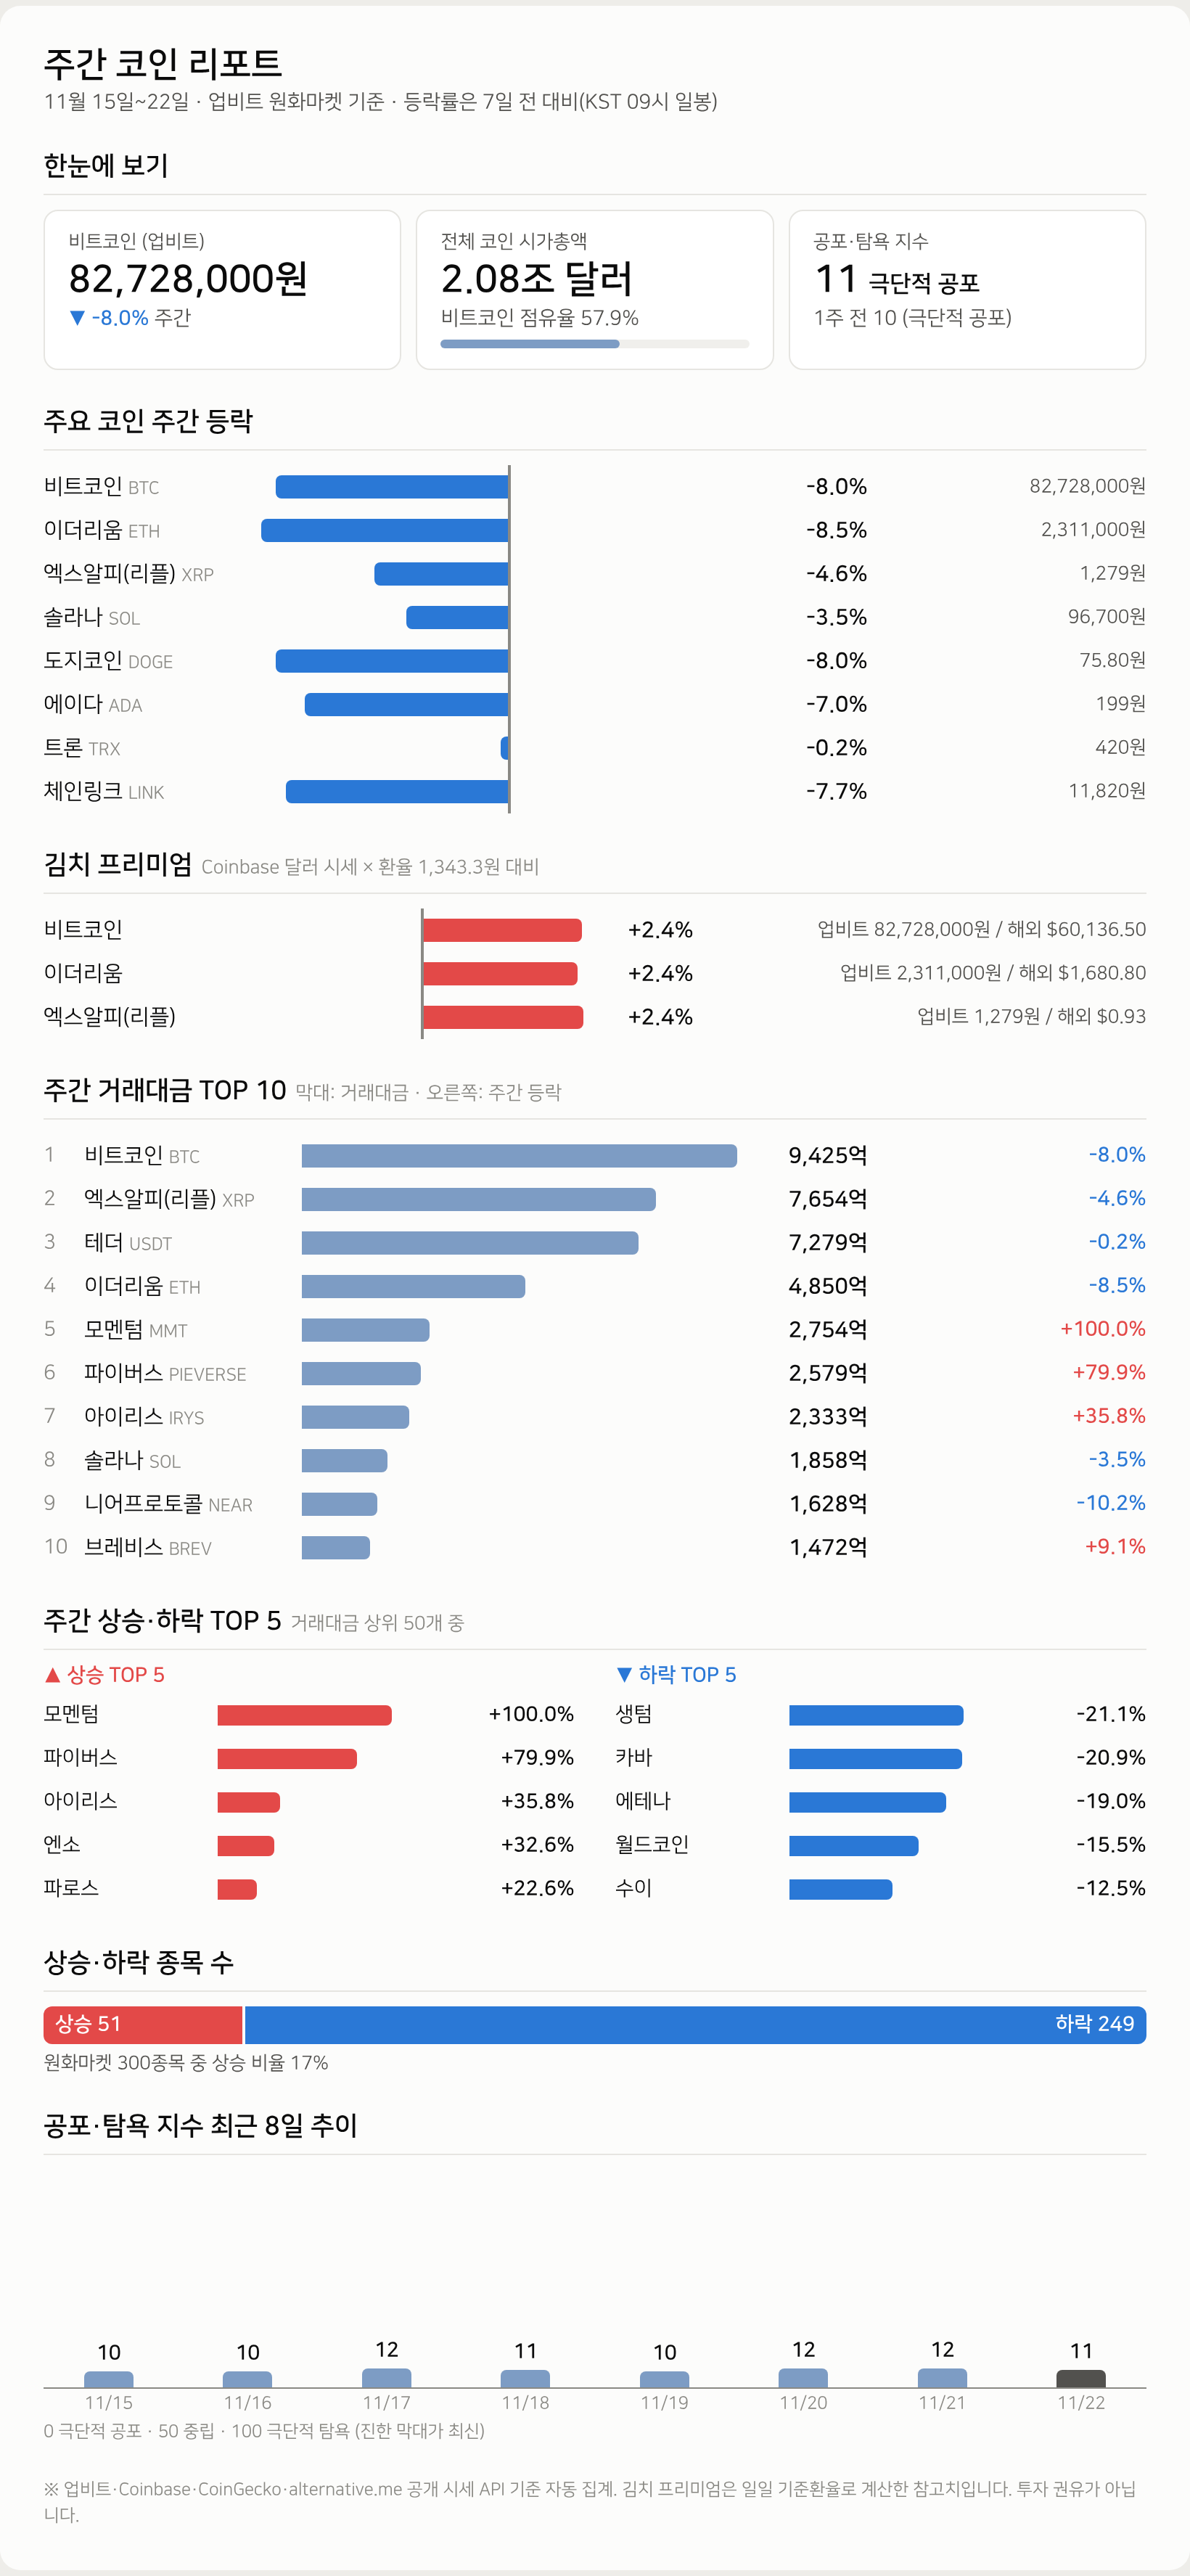 주간 코인 리포트
11월 15일~22일 · 업비트 원화마켓 기준 · 등락률은 7일 전 대비(KST 09시 일봉)
한눈에 보기
비트코인 (업비트)
82,728,000원
▼ -8.0% 주간
전체 코인 시가총액
2.08조 달러
비트코인 점유율 57.9%
공포·탐욕 지수
11 극단적 공포
1주 전 10 (극단적 공포)
주요 코인 주간 등락
비트코인 BTC -8.0% 82,728,000원
이더리움 ETH -8.5% 2,311,000원
엑스알피(리플) XRP -4.6% 1,279원
솔라나 SOL -3.5% 96,700원
도지코인 DOGE -8.0% 75.80원
에이다 ADA -7.0% 199원
트론 TRX -0.2% 420원
체인링크 LINK -7.7% 11,820원
김치 프리미엄 Coinbase 달러 시세 × 환율 1,343.3원 대비
비트코인 +2.4% 업비트 82,728,000원 / 해외 $60,136.50
이더리움 +2.4% 업비트 2,311,000원 / 해외 $1,680.80
엑스알피(리플) +2.4% 업비트 1,279원 / 해외 $0.93
주간 거래대금 TOP 10 막대: 거래대금 · 오른쪽: 주간 등락
1 비트코인 BTC 9,425억 -8.0%
2 엑스알피(리플) XRP 7,654억 -4.6%
3 테더 USDT 7,279억 -0.2%
4 이더리움 ETH 4,850억 -8.5%
5 모멘텀 MMT 2,754억 +100.0%
6 파이버스 PIEVERSE 2,579억 +79.9%
7 아이리스 IRYS 2,333억 +35.8%
8 솔라나 SOL 1,858억 -3.5%
9 니어프로토콜 NEAR 1,628억 -10.2%
10 브레비스 BREV 1,472억 +9.1%
주간 상승·하락 TOP 5 거래대금 상위 50개 중
▲ 상승 TOP 5
모멘텀 +100.0%
파이버스 +79.9%
아이리스 +35.8%
엔소 +32.6%
파로스 +22.6%
▼ 하락 TOP 5
생텀 -21.1%
카바 -20.9%
에테나 -19.0%
월드코인 -15.5%
수이 -12.5%
상승·하락 종목 수
상승 51 하락 249
원화마켓 300종목 중 상승 비율 17%
공포·탐욕 지수 최근 8일 추이
10 10 12 11 10 12 12 11
11/15 11/16 11/17 11/18 11/19 11/20 11/21 11/22
0 극단적 공포 · 50 중립 · 100 극단적 탐욕 (진한 막대가 최신)
※ 업비트·Coinbase·CoinGecko·alternative.me 공개 시세 API 기준 자동 집계. 김치 프리미엄은 일일 기준환율로 계산한 참고치입니다. 투자 권유가 아닙
니다.